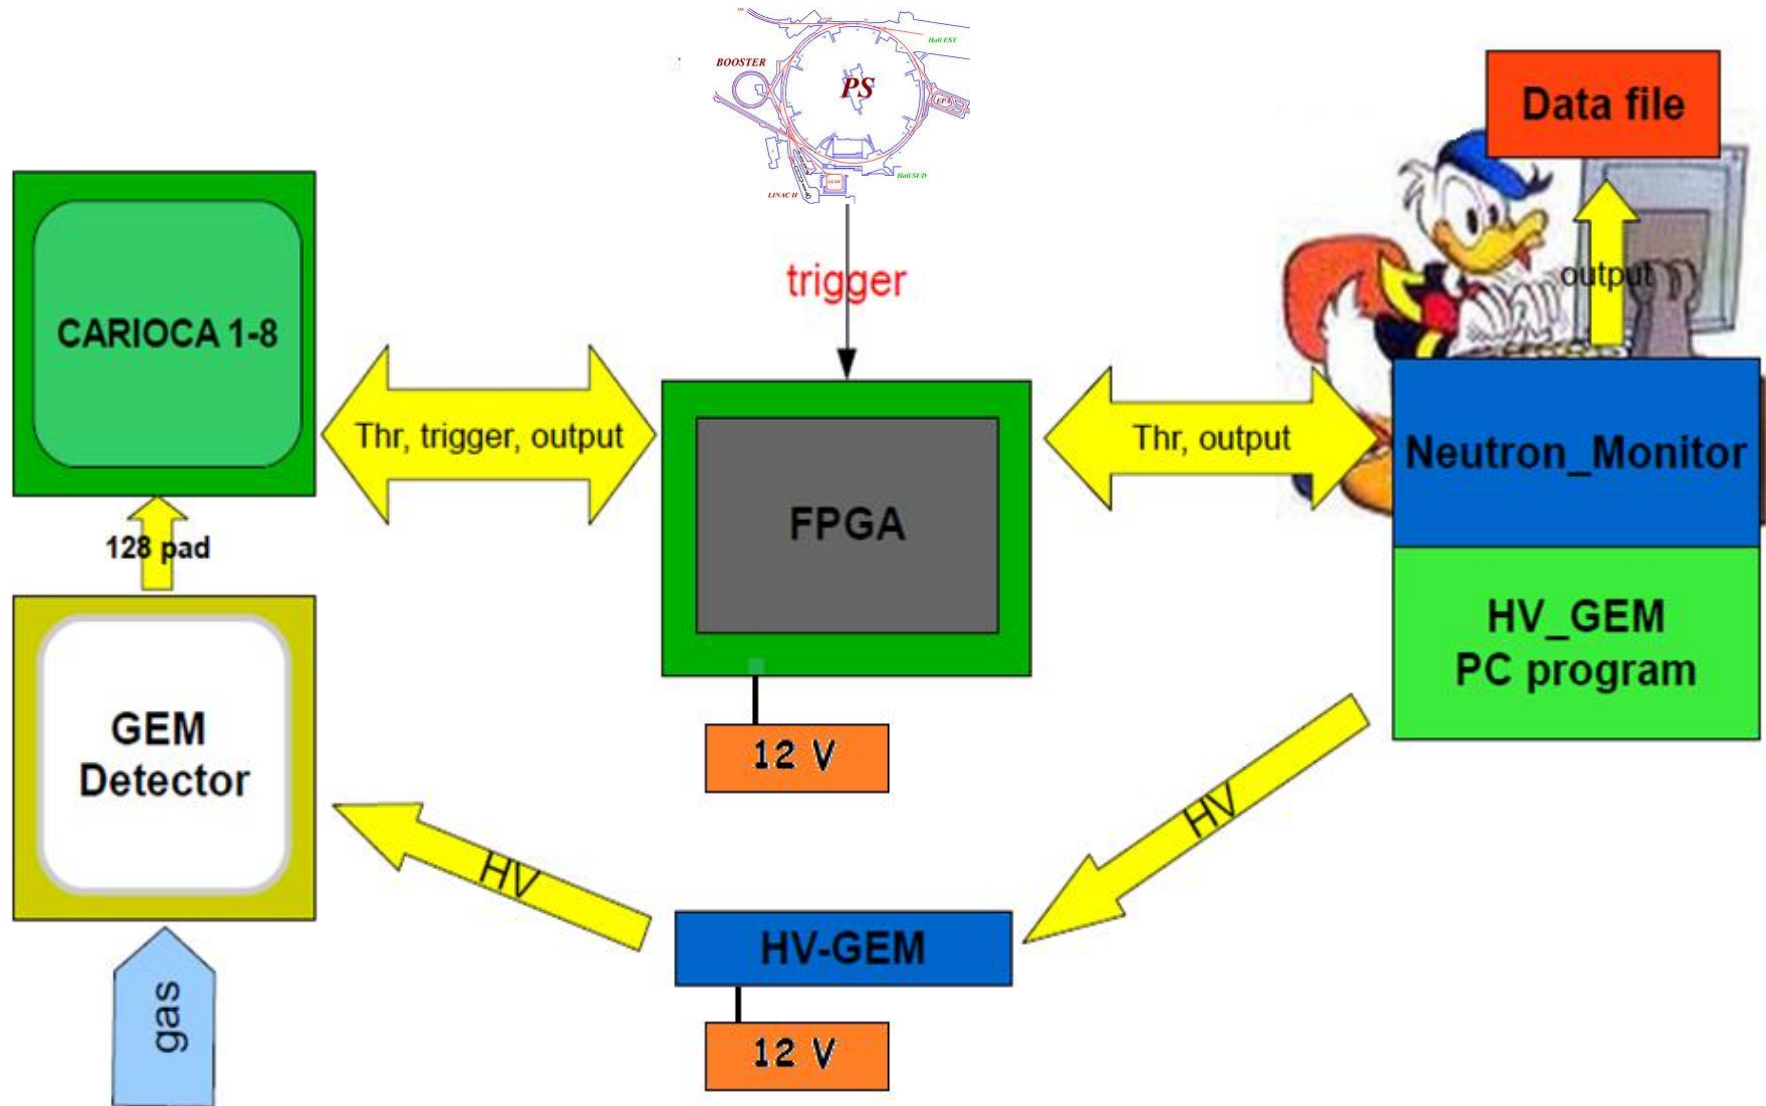 BOOSTER
PS
Hall EST
EPA
Hall SUD
LINAC II
trigger
Data file
output
CARIOCA 1-8
Thr, trigger, output
FPGA
Thr, output
Neutron_Monitor
128 pad
HV_GEM
PC program
GEM
Detector
12 V
HV
HV
HV-GEM
gas
12 V